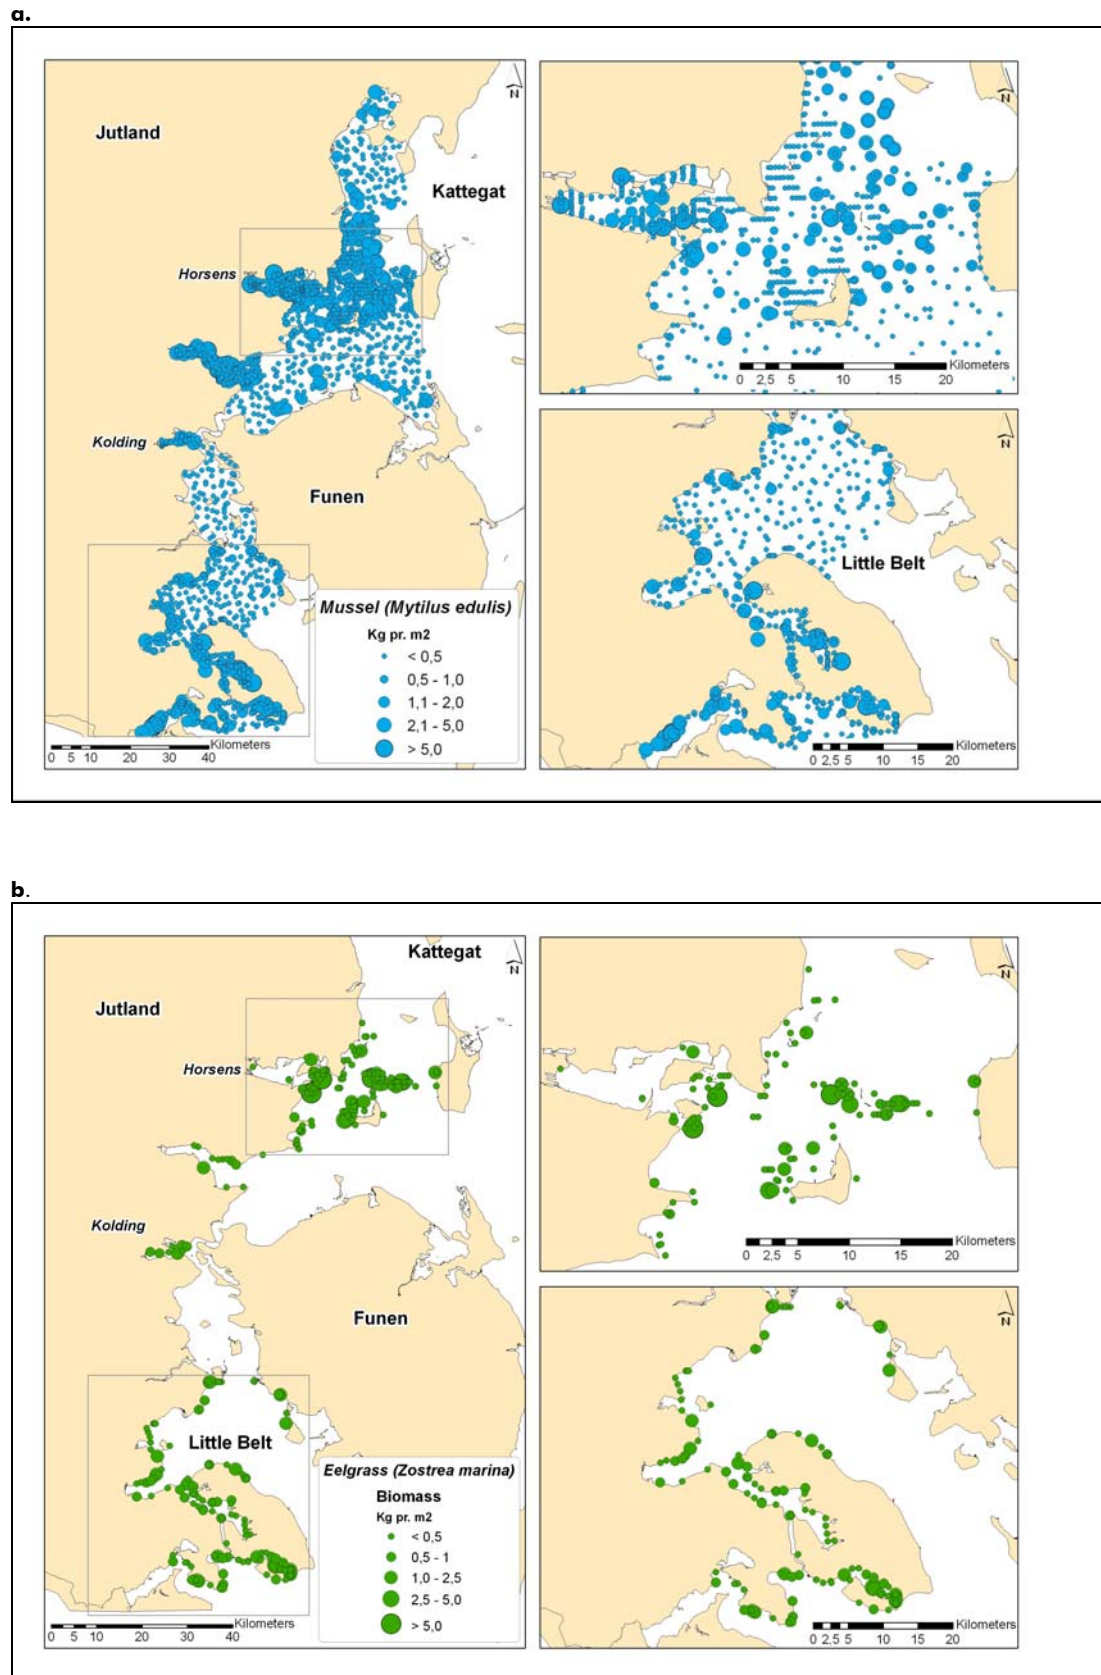 a.
Jutland
Kattegat
Horsens
Kolding
Funen
Mussel (Mytilus edulis)
Kg pr. m2
< 0,5
0,5 - 1,0
1,1 - 2,0
2,1 - 5,0
> 5,0
Kilometers
0 5 10 20 30 40
N
N
Kilometers
0 2,5 5 10 15 20
N
Little Belt
Kilometers
0 2,5 5 10 15 20
b.
Kattegat
N
Jutland
Horsens
Kolding
Funen
Little Belt
Eelgrass (Zostrea marina)
Biomass
Kg pr. m2
< 0,5
0,5 - 1
1,0 - 2,5
2,5 - 5,0
> 5,0
Kilometers
0 5 10 20 30 40
N
Kilometers
0 2,5 5 10 15 20
N
Kilometers
0 2,5 5 10 15 20